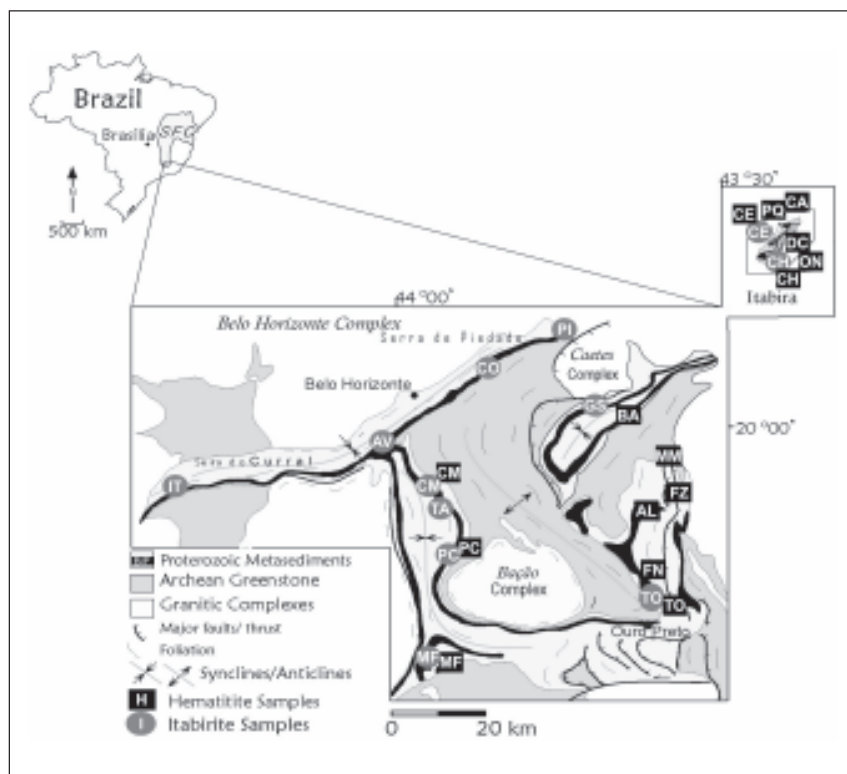 Brazil
SFC
Brasília
500 km
43 °30"
CA
PQ
CE
CE
DC
CH
ON
CH
Itabira
44 °00"
Belo Horizonte Complex
Serra da Piedade
PI
Caetes
Complex
CO
Belo Horizonte
GS
BA
20 °00"
AV
Serra do Curral
MM
CM
CM
IT
FZ
TA
AL
PC
PC
Bação
Complex
FN
TO
TO
Ouro Preto
MF
MF
Proterozoic Metasediments
Archean Greenstone
Granitic Complexes
Major faults/ thrust
Foliation
Synclines/Anticlines
H Hematitite Samples
I Itabirite Samples
0 20 km